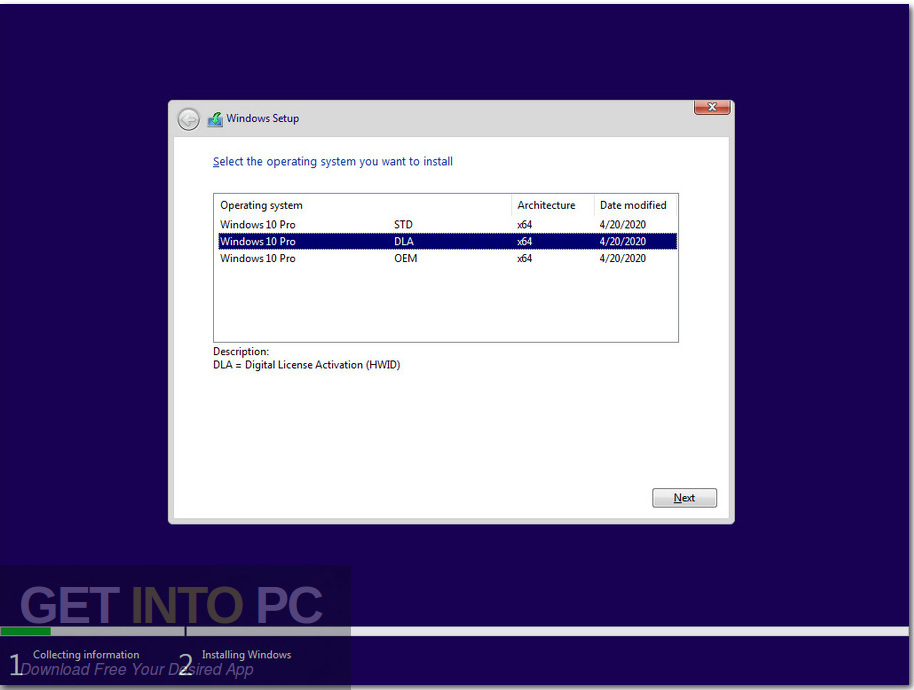 Windows Setup
Select the operating system you want to install
Operating system Architecture Date modified
Windows 10 Pro STD x64 4/20/2020
Windows 10 Pro DLA x64 4/20/2020
Windows 10 Pro OEM x64 4/20/2020
Description:
DLA = Digital License Activation (HWID)
Next
GET INTO PC
1 Collecting information 2 Installing Windows
Download Free Your Desired App